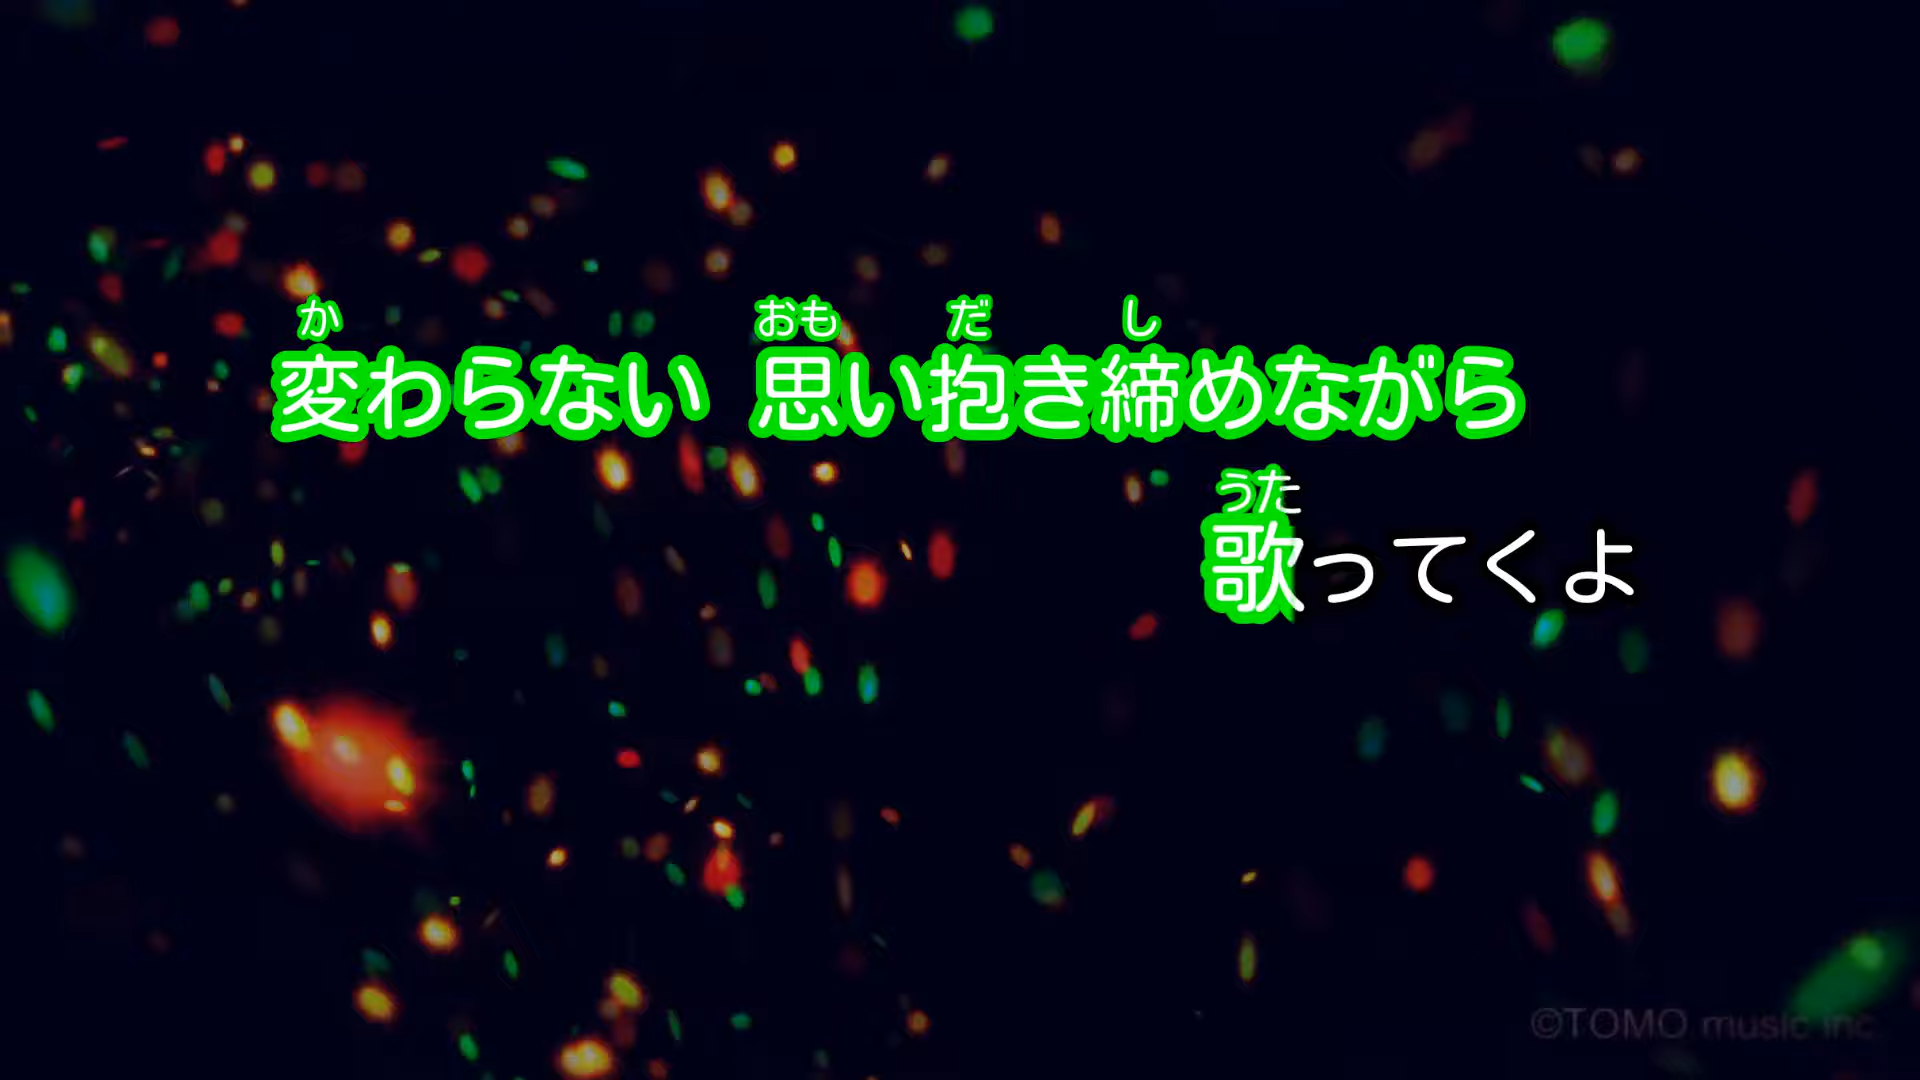 か おも だ し
変わらない 思い抱き締めながら
うた
歌ってくよ
©TOMO music inc.